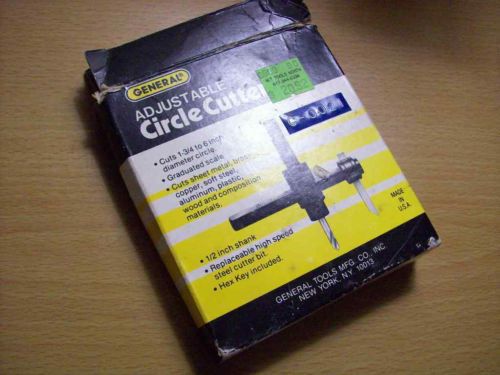 GENERAL®
ADJUSTABLE
Circle Cutter
• Cuts 1-3/4 to 6 inch
diameter circle.
• Graduated scale.
• Cuts sheet metal, brass,
copper, soft steel,
aluminum, plastic,
wood and composition
materials.
• 1/2 inch shank
• Replaceable high speed
steel cutter bit.
• Hex Key included.
MADE
IN
U.S.A.
GENERAL TOOLS MFG. CO., INC.
NEW YORK, N.Y. 10013